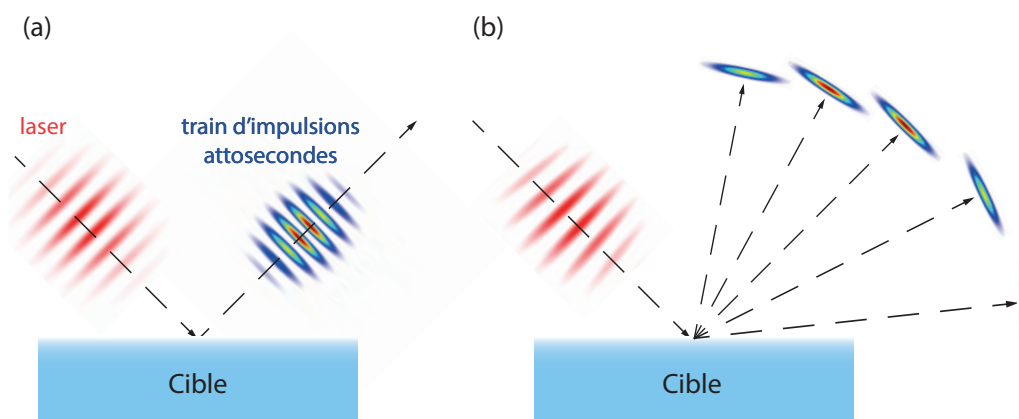 (a)
(b)
laser
train d'impulsions
attosecondes
Cible
Cible